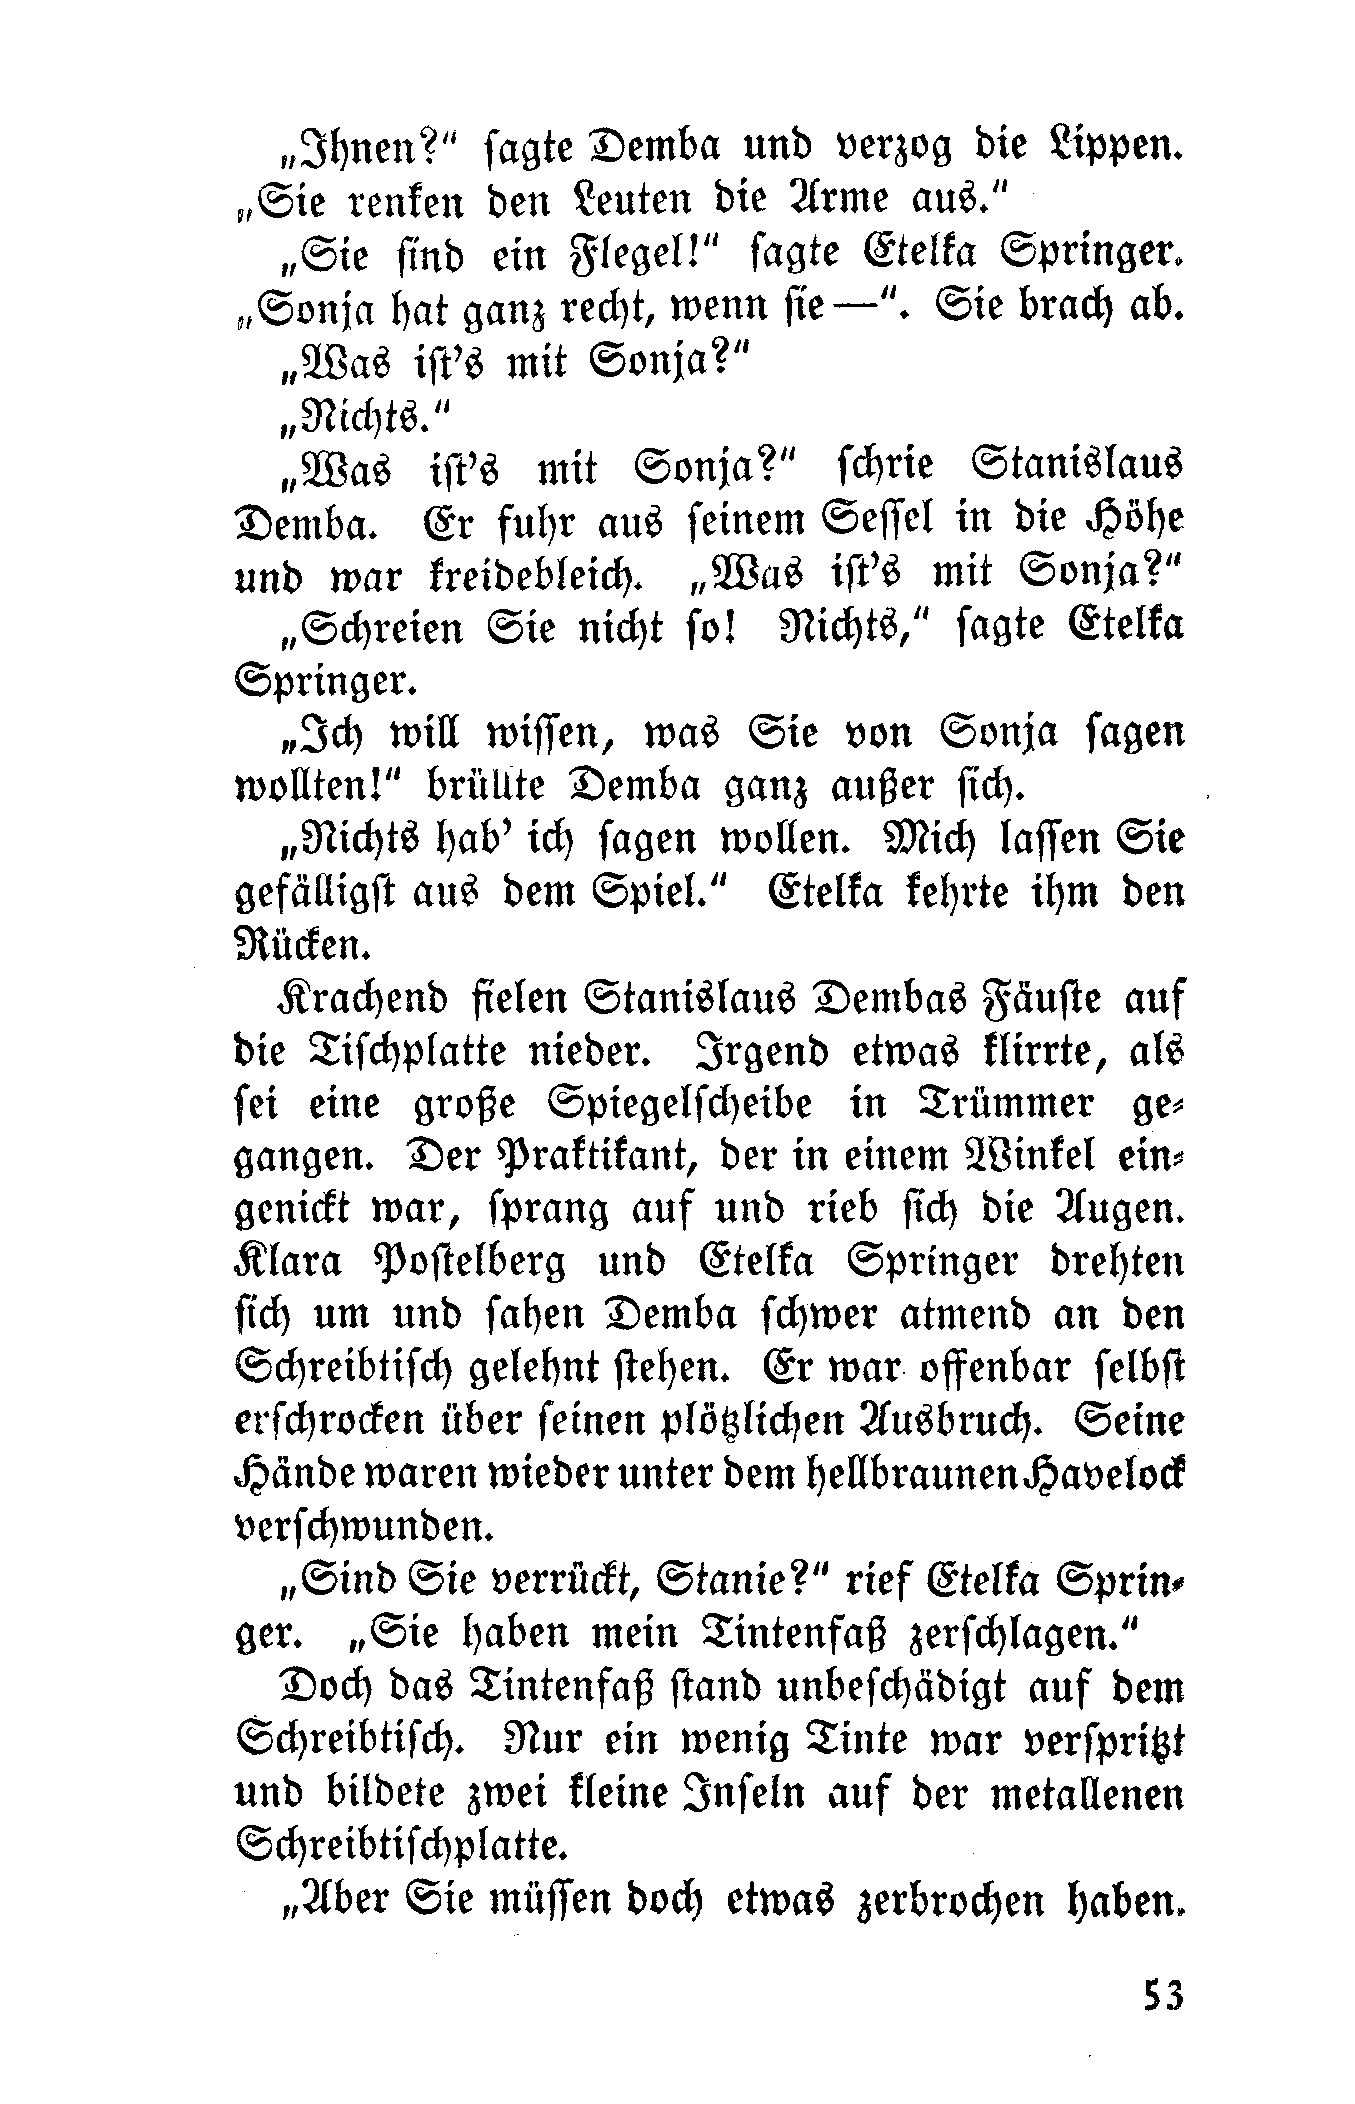 „Ihnen?“ sagte Demba und verzog die Lippen.
„Sie renken den Leuten die Arme aus.“
„Sie sind ein Flegel!“ sagte Etelka Springer.
„Sonja hat ganz recht, wenn sie —“. Sie brach ab.
„Was ist's mit Sonja?“
„Nichts.“
„Was ist's mit Sonja?“ schrie Stanislaus
Demba. Er fuhr aus seinem Sessel in die Höhe
und war kreidebleich. „Was ist's mit Sonja?“
„Schreien Sie nicht so! Nichts,“ sagte Etelka
Springer.
„Ich will wissen, was Sie von Sonja sagen
wollten!“ brüllte Demba ganz außer sich.
„Nichts hab' ich sagen wollen. Mich lassen Sie
gefälligst aus dem Spiel.“ Etelka kehrte ihm den
Rücken.
Krachend fielen Stanislaus Dembas Fäuste auf
die Tischplatte nieder. Irgend etwas klirrte, als
sei eine große Spiegelscheibe in Trümmer ge-
gangen. Der Praktikant, der in einem Winkel ein-
genickt war, sprang auf und rieb sich die Augen.
Klara Postelberg und Etelka Springer drehten
sich um und sahen Demba schwer atmend an den
Schreibtisch gelehnt stehen. Er war offenbar selbst
erschrocken über seinen plötzlichen Ausbruch. Seine
Hände waren wieder unter dem hellbraunen Havelock
verschwunden.
„Sind Sie verrückt, Stanie?“ rief Etelka Sprin-
ger. „Sie haben mein Tintenfaß zerschlagen.“
Doch das Tintenfaß stand unbeschädigt auf dem
Schreibtisch. Nur ein wenig Tinte war verspritzt
und bildete zwei kleine Inseln auf der metallenen
Schreibtischplatte.
„Aber Sie müssen doch etwas zerbrochen haben.
53